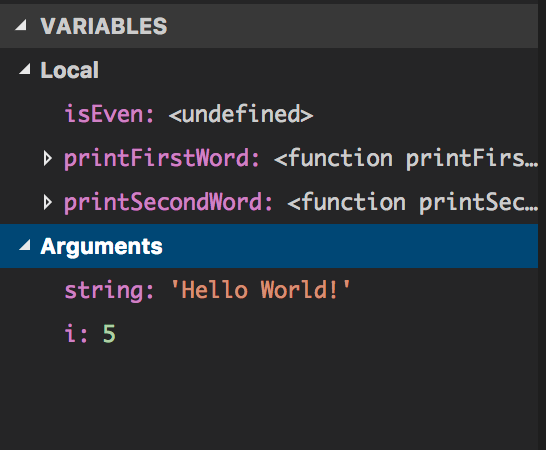 VARIABLES
Local
isEven: <undefined>
printFirstWord: <function printFirs…
printSecondWord: <function printSec…
Arguments
string: 'Hello World!'
i: 5